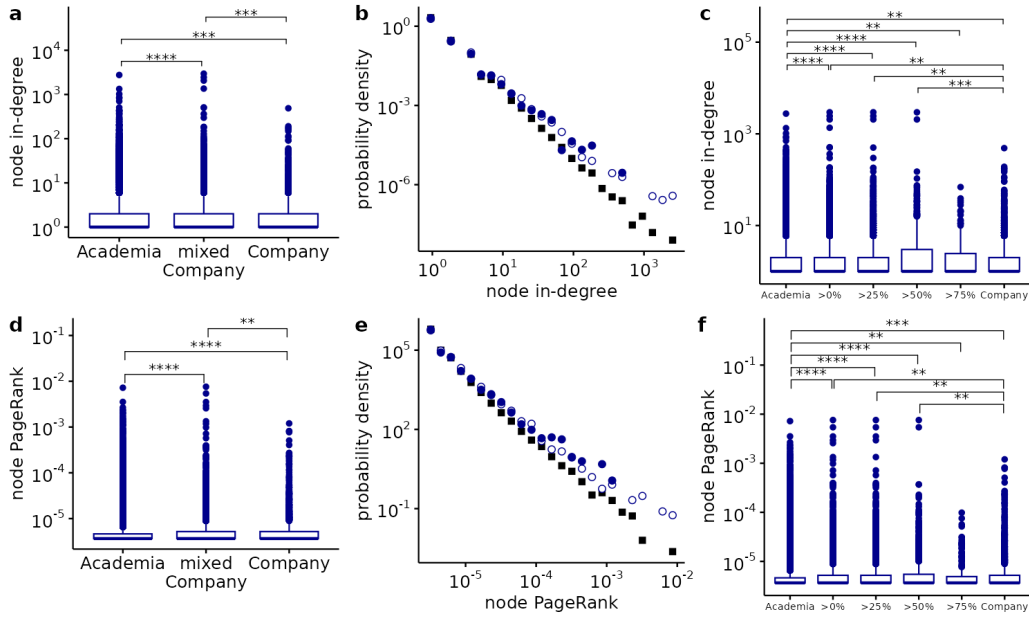 a
node in-degree
10^4
10^3
10^2
10^1
10^0
***
***
****
Academia mixed Company
Company
b
probability density
10^0
10^-3
10^-6
10^0 10^1 10^2 10^3
node in-degree
c
node in-degree
10^5
10^3
10^1
**
**
****
****
**** **
**
***
Academia >0% >25% >50% >75% Company
d
node PageRank
10^-1
10^-2
10^-3
10^-4
10^-5
**
****
****
Academia mixed Company
Company
e
probability density
10^5
10^2
10^-1
10^-5 10^-4 10^-3 10^-2
node PageRank
f
node PageRank
10^-1
10^-2
10^-3
10^-4
10^-5
***
**
****
****
**** **
**
**
Academia >0% >25% >50% >75% Company